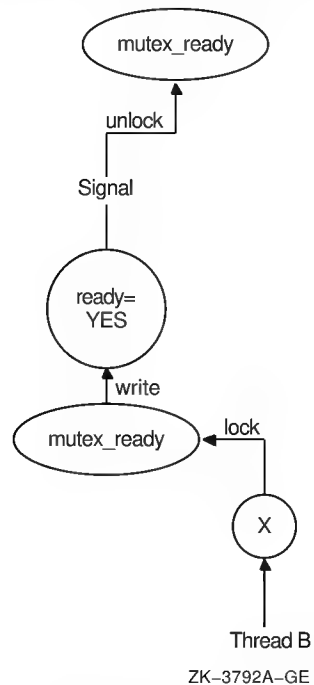 mutex_ready
unlock
Signal
ready=
YES
write
mutex_ready
lock
X
Thread B
ZK–3792A–GE